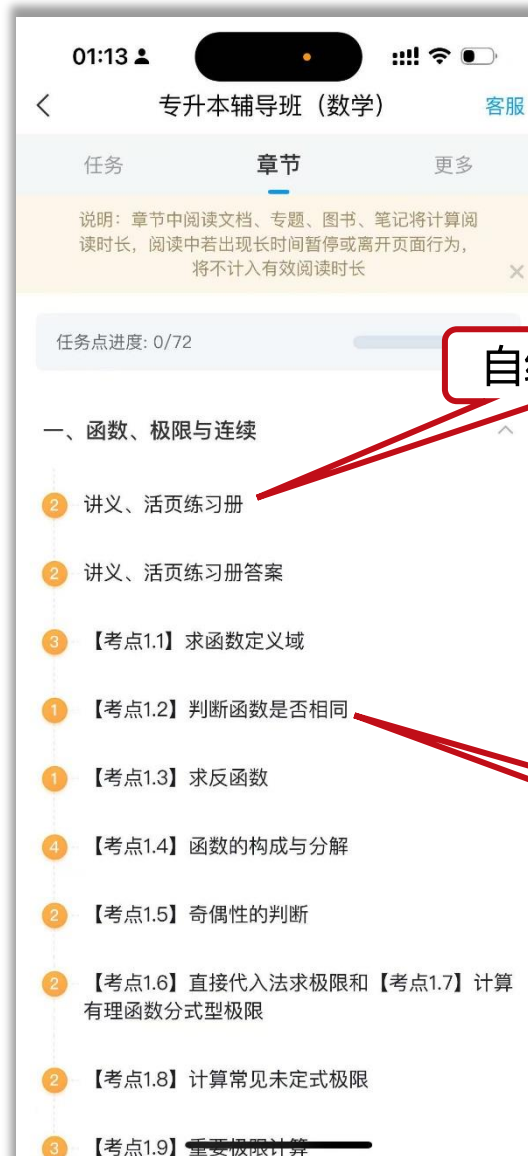 01:13
专升本辅导班（数学）
客服
任务
章节
更多
说明：章节中阅读文档、专题、图书、笔记将计算阅
读时长，阅读中若出现长时间暂停或离开页面行为，
将不计入有效阅读时长
任务点进度: 0/72
自
一、函数、极限与连续
2 讲义、活页练习册
2 讲义、活页练习册答案
3 【考点1.1】求函数定义域
1 【考点1.2】判断函数是否相同
1 【考点1.3】求反函数
4 【考点1.4】函数的构成与分解
2 【考点1.5】奇偶性的判断
2 【考点1.6】直接代入法求极限和【考点1.7】计算
有理函数分式型极限
2 【考点1.8】计算常见未定式极限
3 【考点1.9】重要极限计算